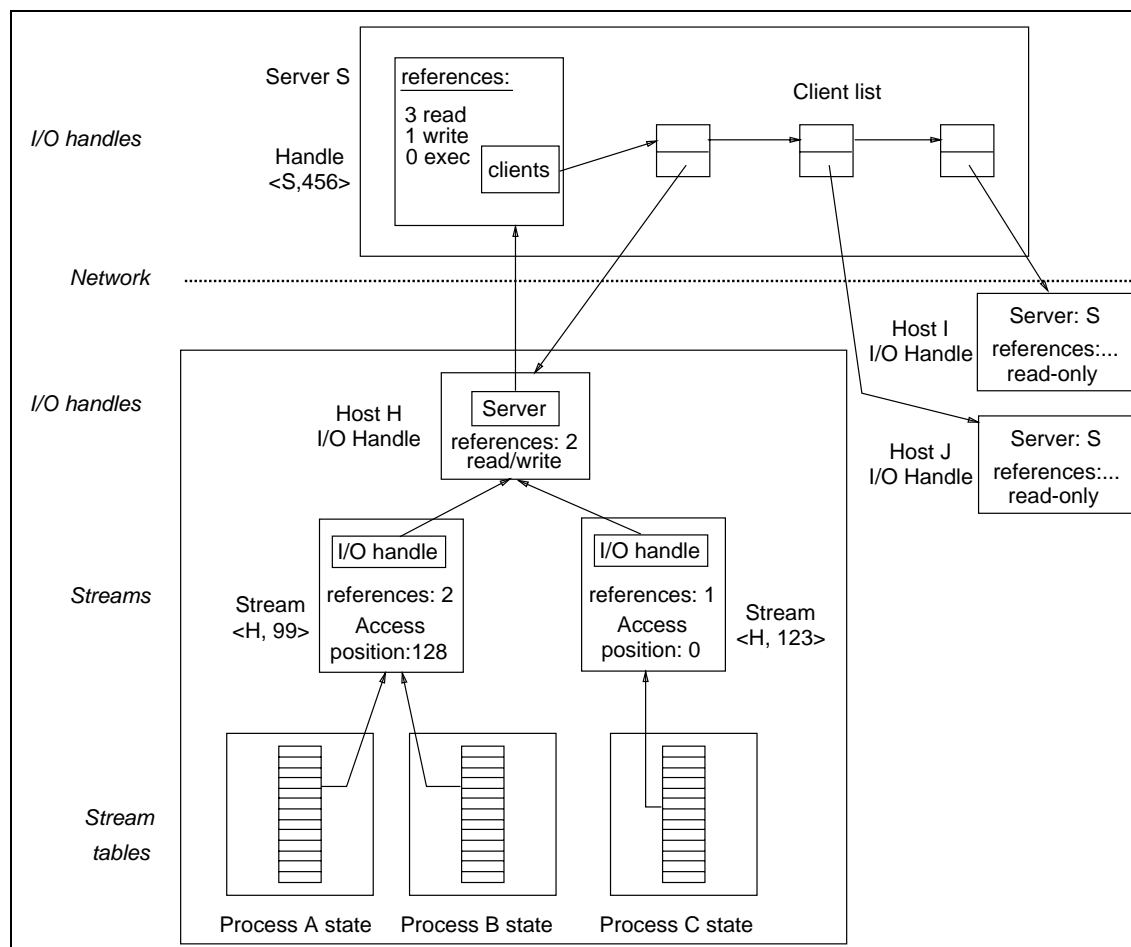 Server S
references:
3 read
1 write
0 exec
clients
Client list
I/O handles
Handle
<S,456>
Network
Host I
I/O Handle
Server: S
references:...
read-only
I/O handles
Host H
I/O Handle
Server
references: 2
read/write
Host J
I/O Handle
Server: S
references:...
read-only
Streams
Stream
<H, 99>
I/O handle
references: 2
Access
position:128
I/O handle
references: 1
Access
position: 0
Stream
<H, 123>
Stream
tables
Process A state
Process B state
Process C state